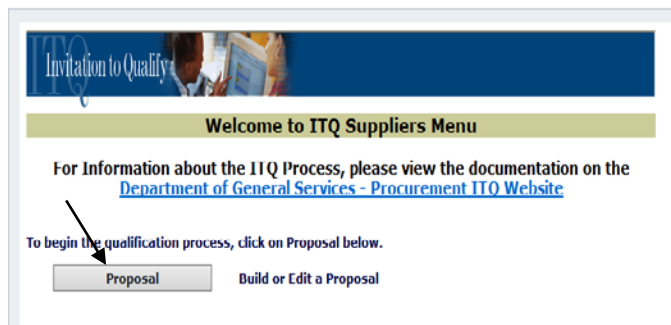 ITQ
Invitation to Qualify
Welcome to ITQ Suppliers Menu
For Information about the ITQ Process, please view the documentation on the
Department of General Services - Procurement ITQ Website
To begin the qualification process, click on Proposal below.
Proposal Build or Edit a Proposal